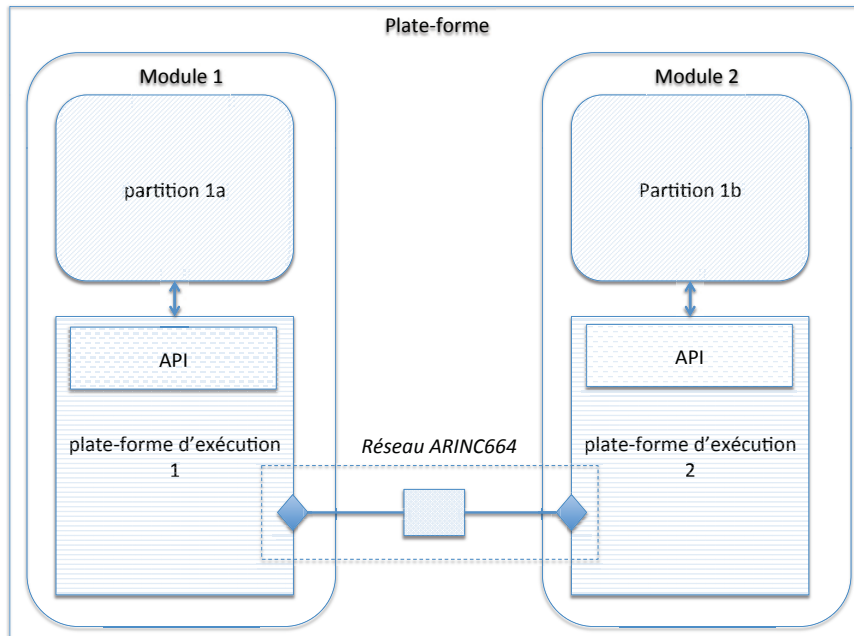 Plate-forme
Module 1
Module 2
partition 1a
Partition 1b
API
API
plate-forme d'exécution
1
Réseau ARINC664
plate-forme d'exécution
2